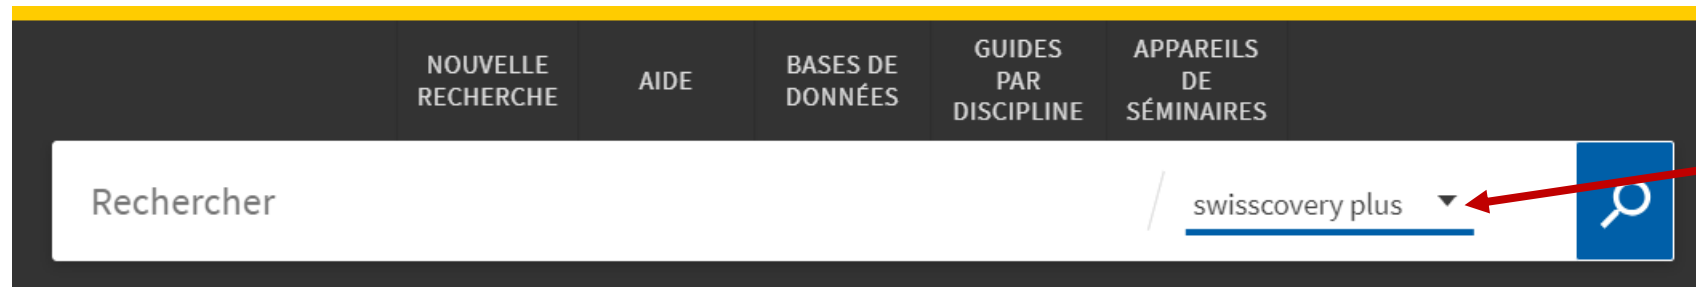 NOUVELLE
RECHERCHE
AIDE
BASES DE
DONNÉES
GUIDES
PAR
DISCIPLINE
APPAREILS
DE
SÉMINAIRES
Rechercher
swisscovery plus